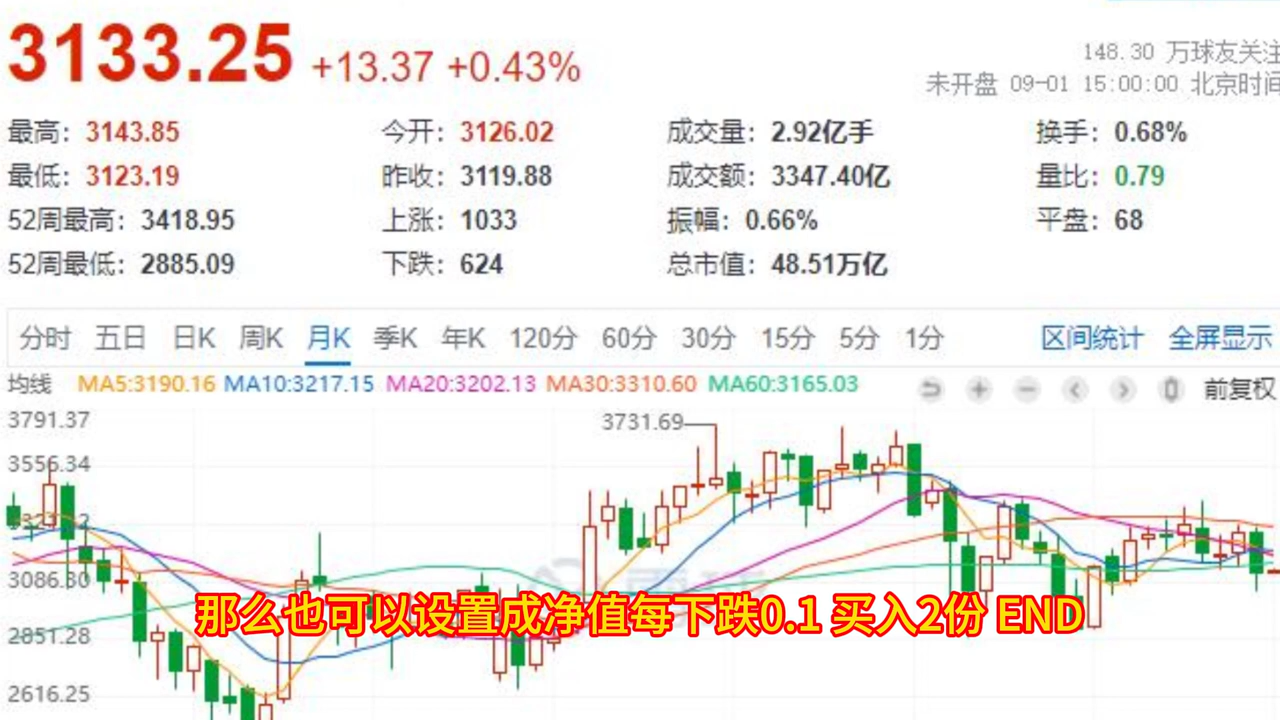 3133.25 +13.37 +0.43%
148.30 万球友关注
未开盘 09-01 15:00:00 北京时间
最高：3143.85 今开：3126.02 成交量：2.92亿手 换手：0.68%
最低：3123.19 昨收：3119.88 成交额：3347.40亿 量比：0.79
52周最高：3418.95 上涨：1033 振幅：0.66% 平盘：68
52周最低：2885.09 下跌：624 总市值：48.51万亿
分时 五日 日K 周K 月K 季K 年K 120分 60分 30分 15分 5分 1分 区间统计 全屏显示
均线 MA5:3190.16 MA10:3217.15 MA20:3202.13 MA30:3310.60 MA60:3165.03 前复权
3791.37
3731.69
3556.34
3086.80
那么也可以设置成净值每下跌0.1 买入2份 END
2851.28
2616.25